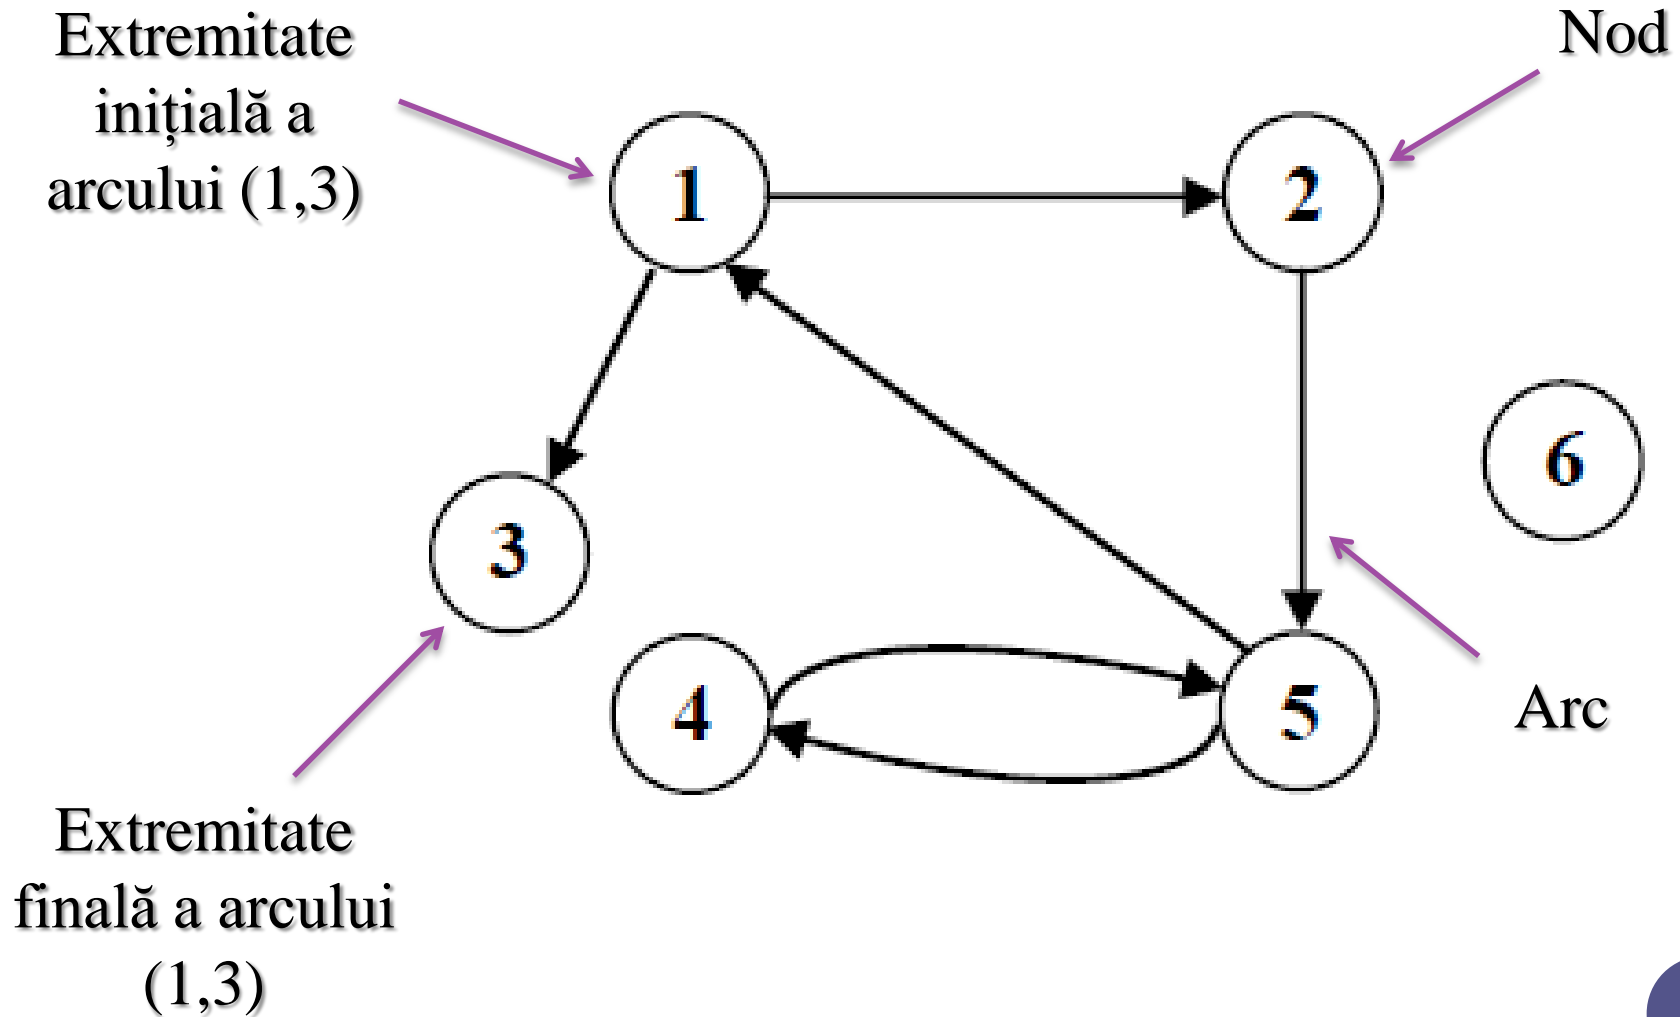 Extremitate
inițială a
arcului (1,3)
Nod
1
2
6
3
4
5
Arc
Extremitate
finală a arcului
(1,3)